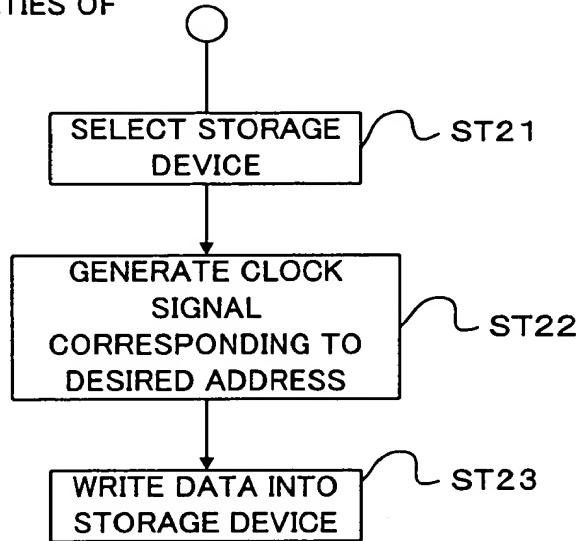 SELECT STORAGE
DEVICE
ST21
GENERATE CLOCK
SIGNAL
CORRESPONDING TO
DESIRED ADDRESS
ST22
WRITE DATA INTO
STORAGE DEVICE
ST23